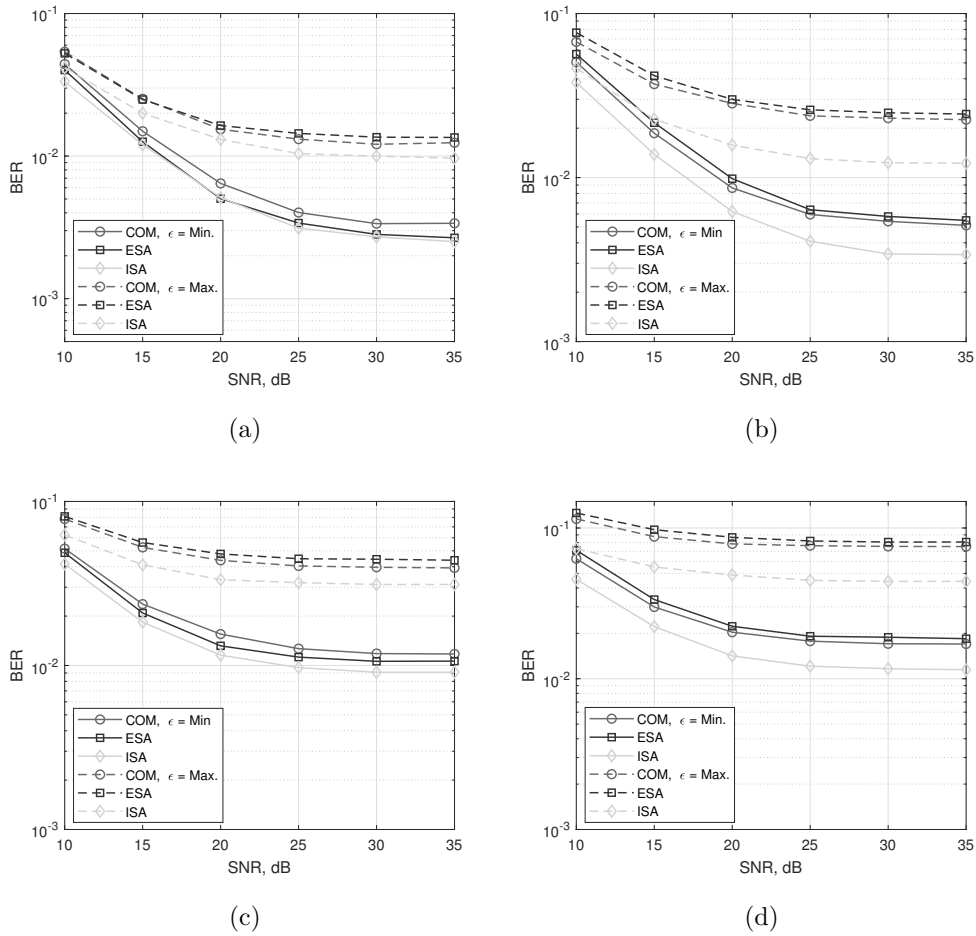 10^-1
10^-2
10^-3
BER
COM, ϵ = Min.
ESA
ISA
COM, ϵ = Max.
ESA
ISA
10 15 20 25 30 35
SNR, dB
(a)
10^-1
10^-2
10^-3
BER
COM, ϵ = Min
ESA
ISA
COM, ϵ = Max.
ESA
ISA
10 15 20 25 30 35
SNR, dB
(b)
10^-1
10^-2
10^-3
BER
COM, ϵ = Min
ESA
ISA
COM, ϵ = Max.
ESA
ISA
10 15 20 25 30 35
SNR, dB
(c)
10^-1
10^-2
10^-3
BER
COM, ϵ = Min.
ESA
ISA
COM, ϵ = Max.
ESA
ISA
10 15 20 25 30 35
SNR, dB
(d)